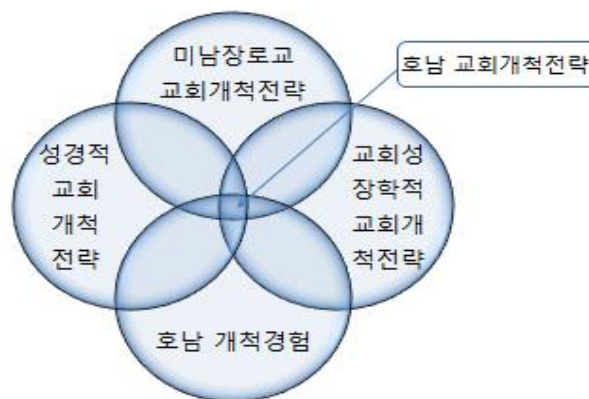 미남장로교
교회개척전략
호남 교회개척전략
성경적
교회
개척
전략
교회성
장학적
교회개
척전략
호남 개척경험